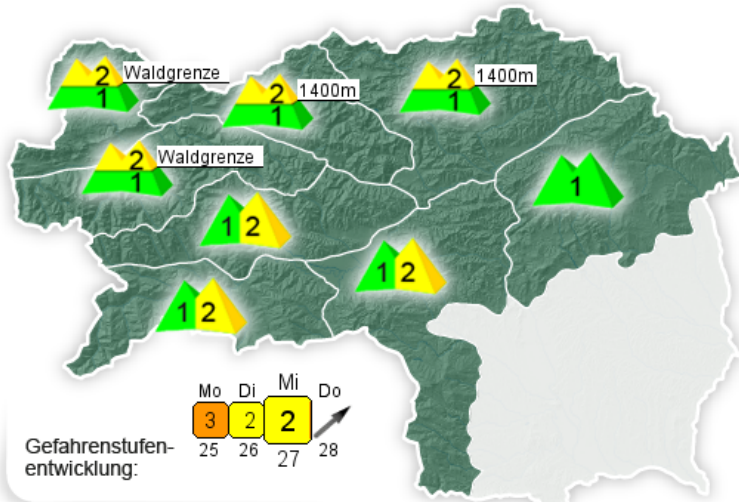 2 Waldgrenze
1
2 1400m
1
2 1400m
1
2 Waldgrenze
1
1
1 2
1 2
1 2
Mo Di Mi Do
3 2 2
25 26 27 28
Gefahrenstufen-
entwicklung: